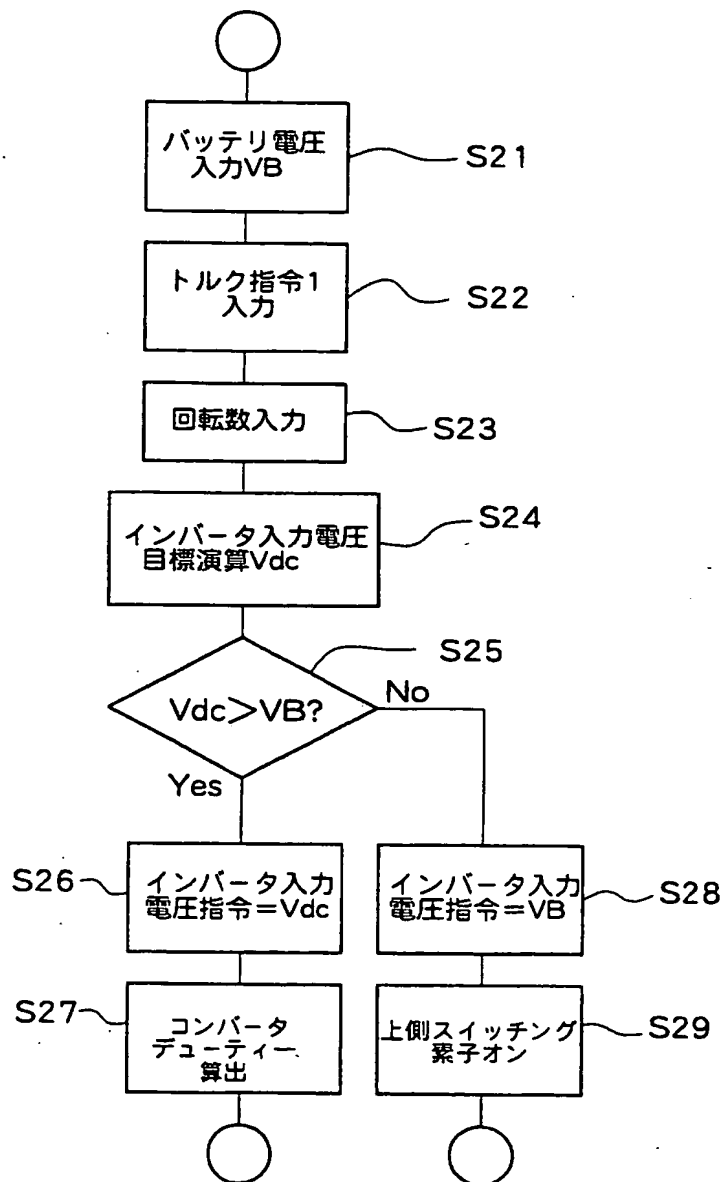 バッテリ電圧
入力VB
S21
トルク指令1
入力
S22
回転数入力
S23
インバータ入力電圧
目標演算Vdc
S24
Vdc>VB?
S25
No
Yes
S26
インバータ入力
電圧指令=Vdc
インバータ入力
電圧指令=VB
S28
S27
コンバータ
デューティー
算出
上側スイッチング
素子オン
S29